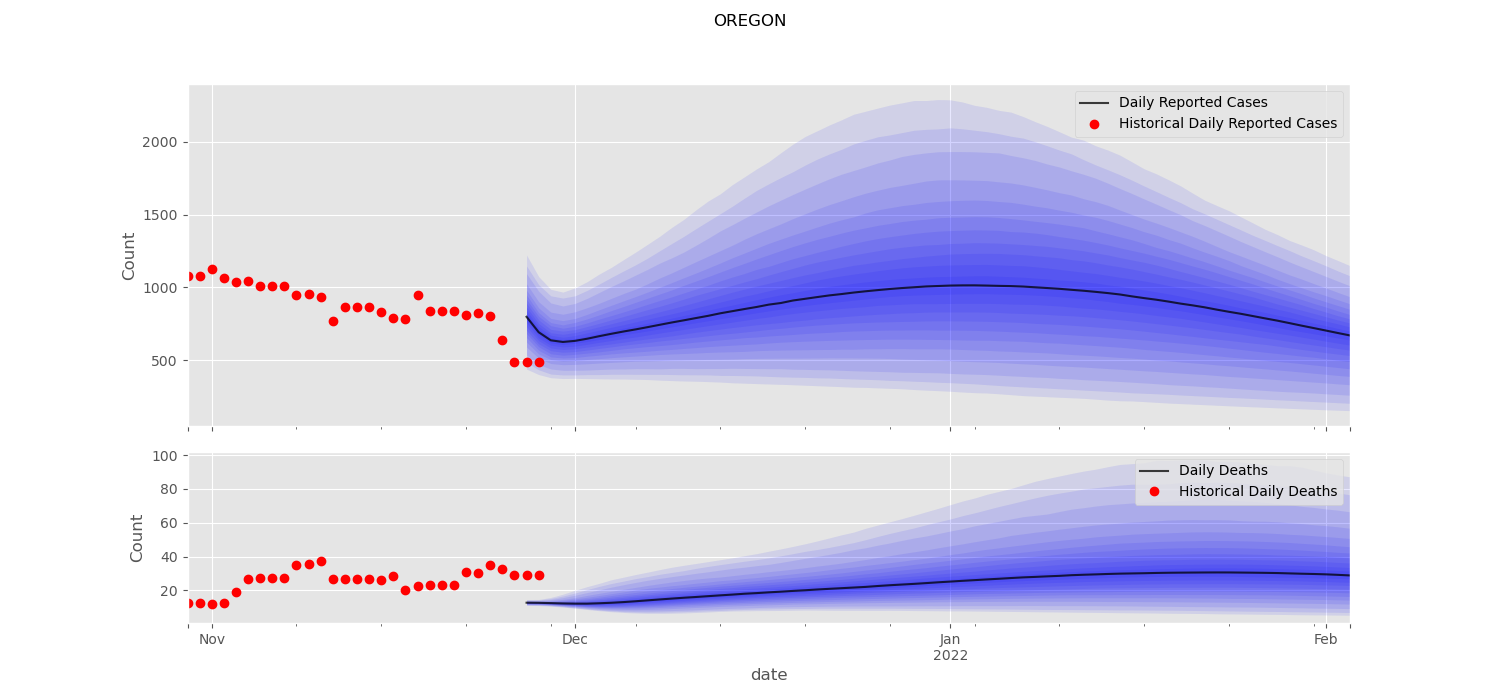 OREGON
Count
2000
1500
1000
500
Daily Reported Cases
Historical Daily Reported Cases
Count
100
80
60
40
20
Daily Deaths
Historical Daily Deaths
Nov
Dec
Jan
2022
Feb
date